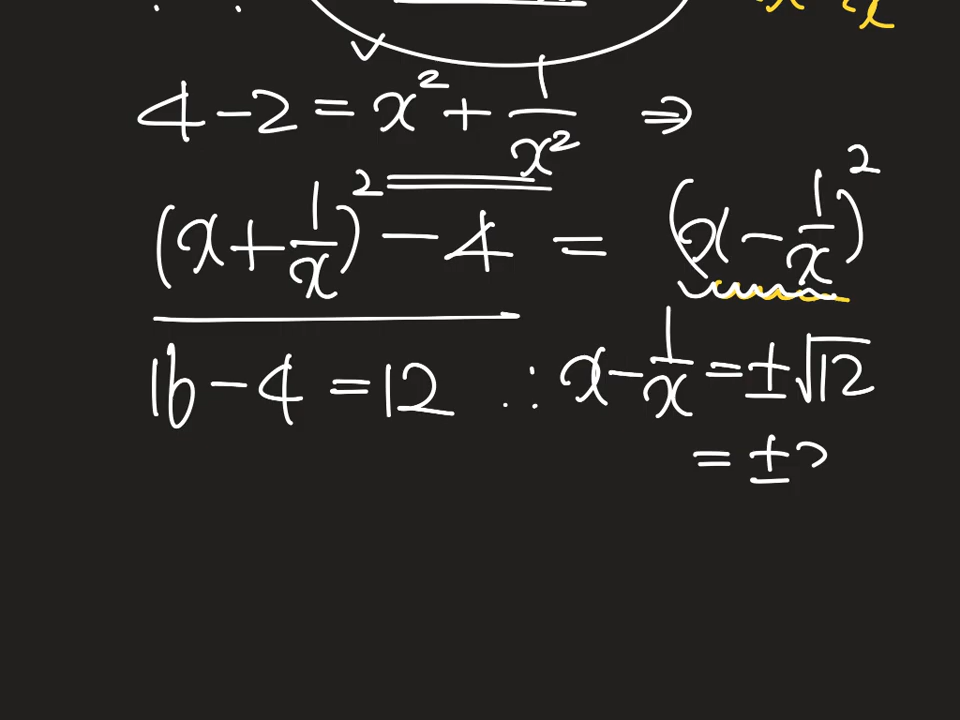 4 - 2 = x² + 1/x² ⇒
(x + 1/x)² - 4 = (x - 1/x)²
16 - 4 = 12 ∴ x - 1/x = ±√12
= ±